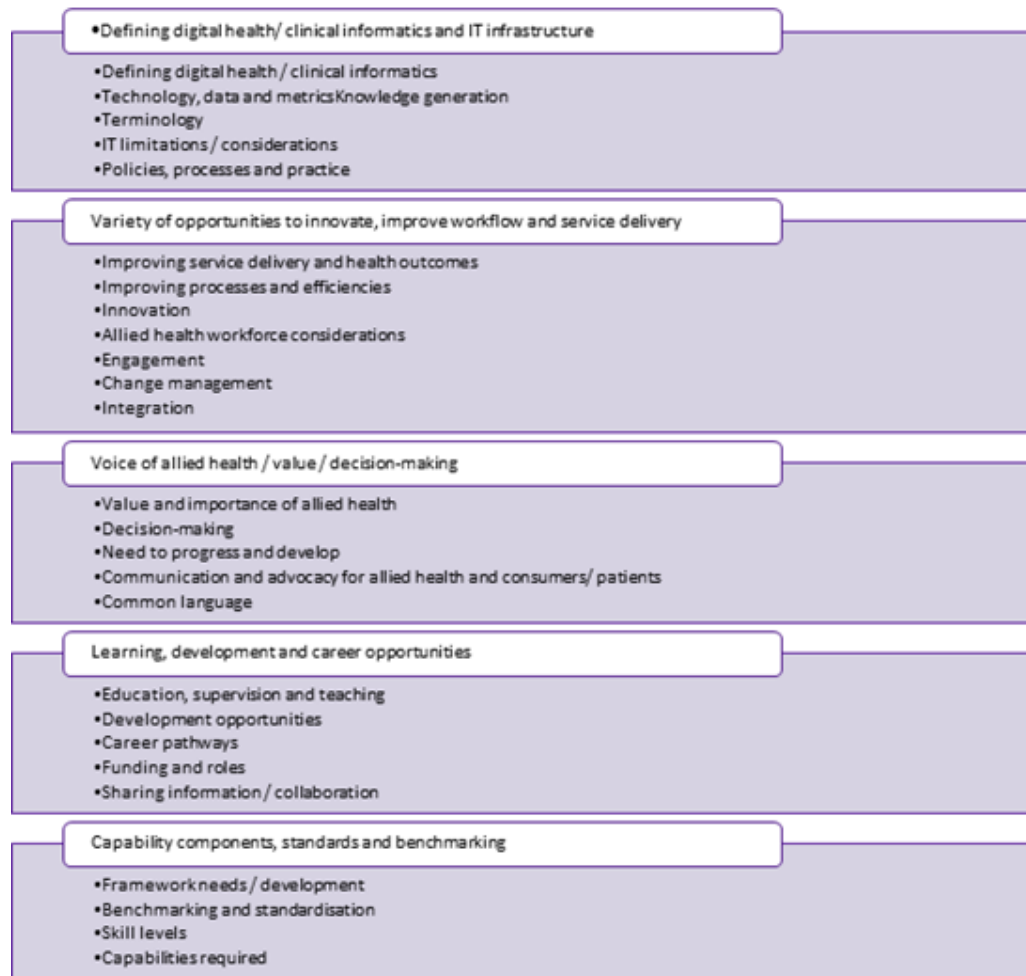 •Defining digital health/ clinical informatics and IT infrastructure
•Defining digital health / clinical informatics
•Technology, data and metricsKnowledge generation
•Terminology
•IT limitations / considerations
•Policies, processes and practice
Variety of opportunities to innovate, improve workflow and service delivery
•Improving service delivery and health outcomes
•Improving processes and efficiencies
•Innovation
•Allied health workforce considerations
•Engagement
•Change management
•Integration
Voice of allied health / value / decision-making
•Value and importance of allied health
•Decision-making
•Need to progress and develop
•Communication and advocacy for allied health and consumers/ patients
•Common language
Learning, development and career opportunities
•Education, supervision and teaching
•Development opportunities
•Career pathways
•Funding and roles
•Sharing information / collaboration
Capability components, standards and benchmarking
•Framework needs / development
•Benchmarking and standardisation
•Skill levels
•Capabilities required